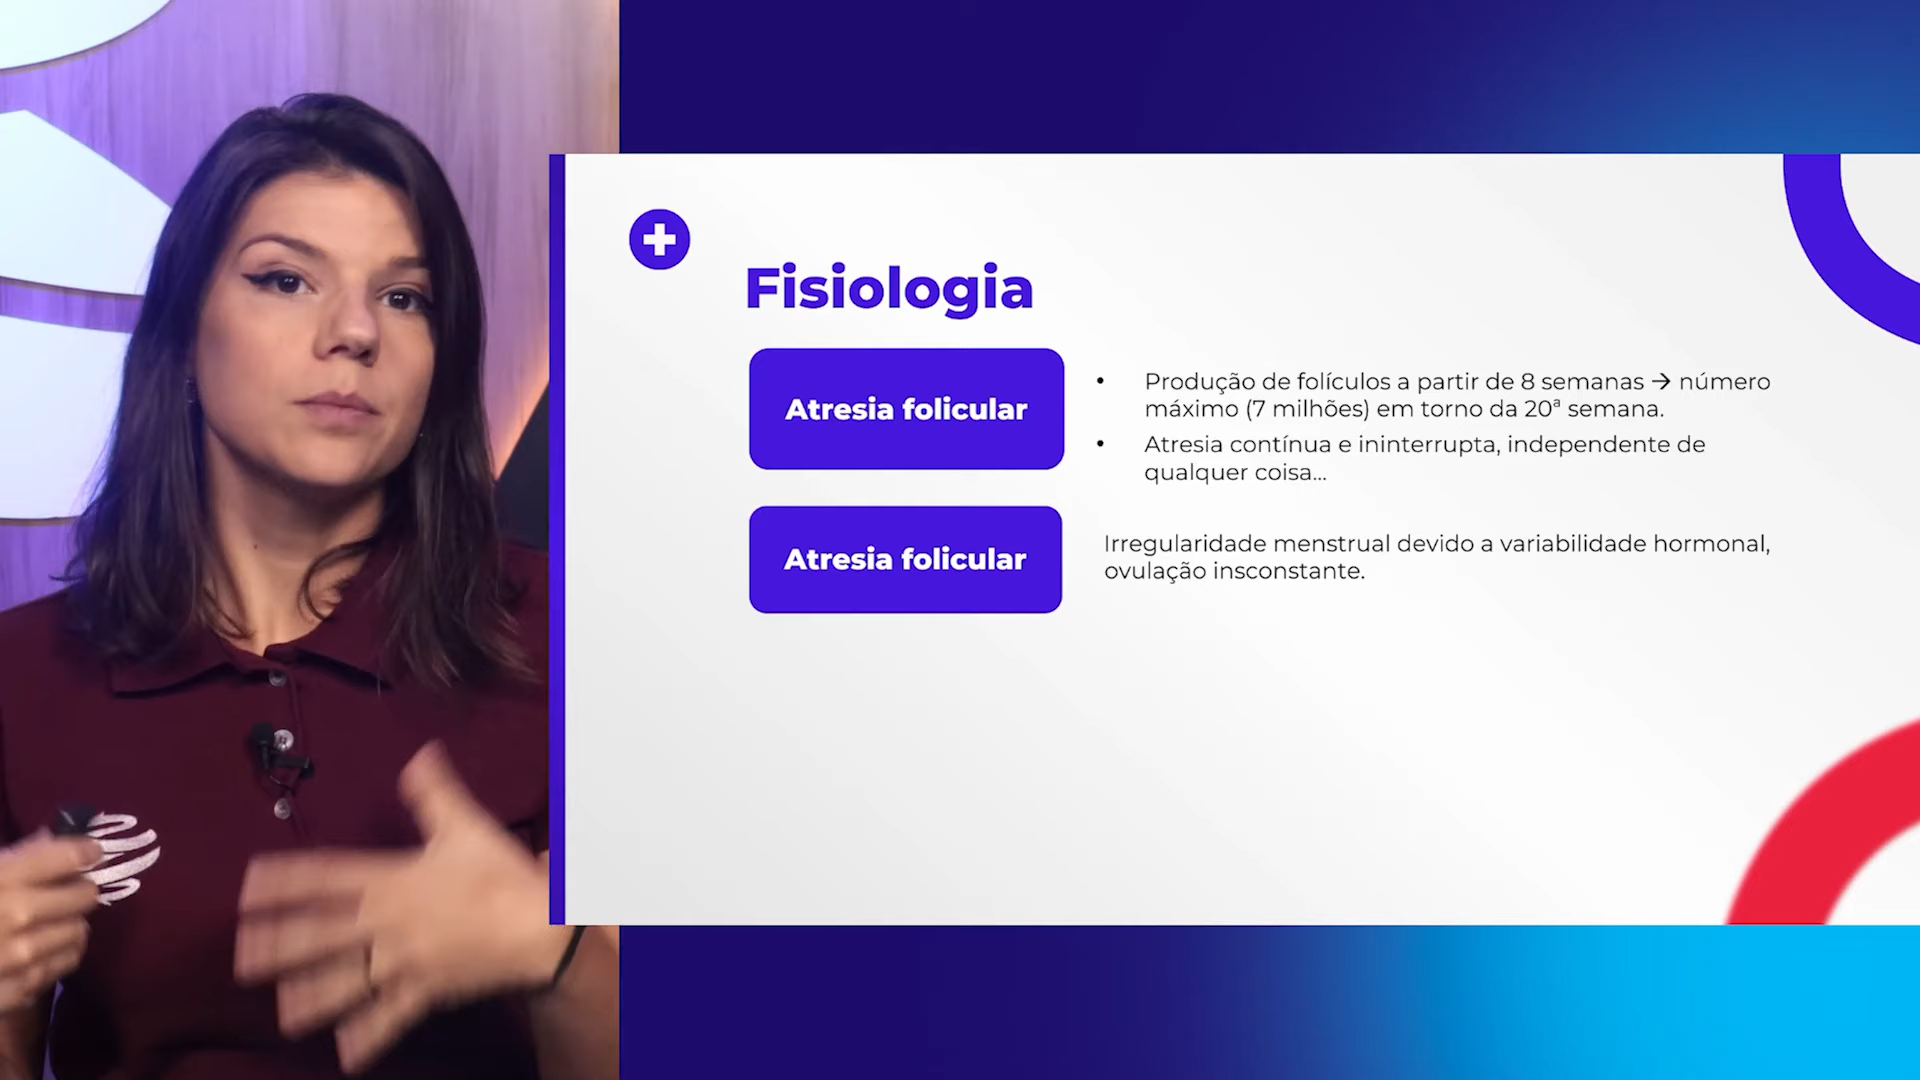 Fisiologia
Atresia folicular
• Produção de folículos a partir de 8 semanas → número
máximo (7 milhões) em torno da 20ª semana.
• Atresia contínua e ininterrupta, independente de
qualquer coisa...
Atresia folicular
Irregularidade menstrual devido a variabilidade hormonal,
ovulação insconstante.